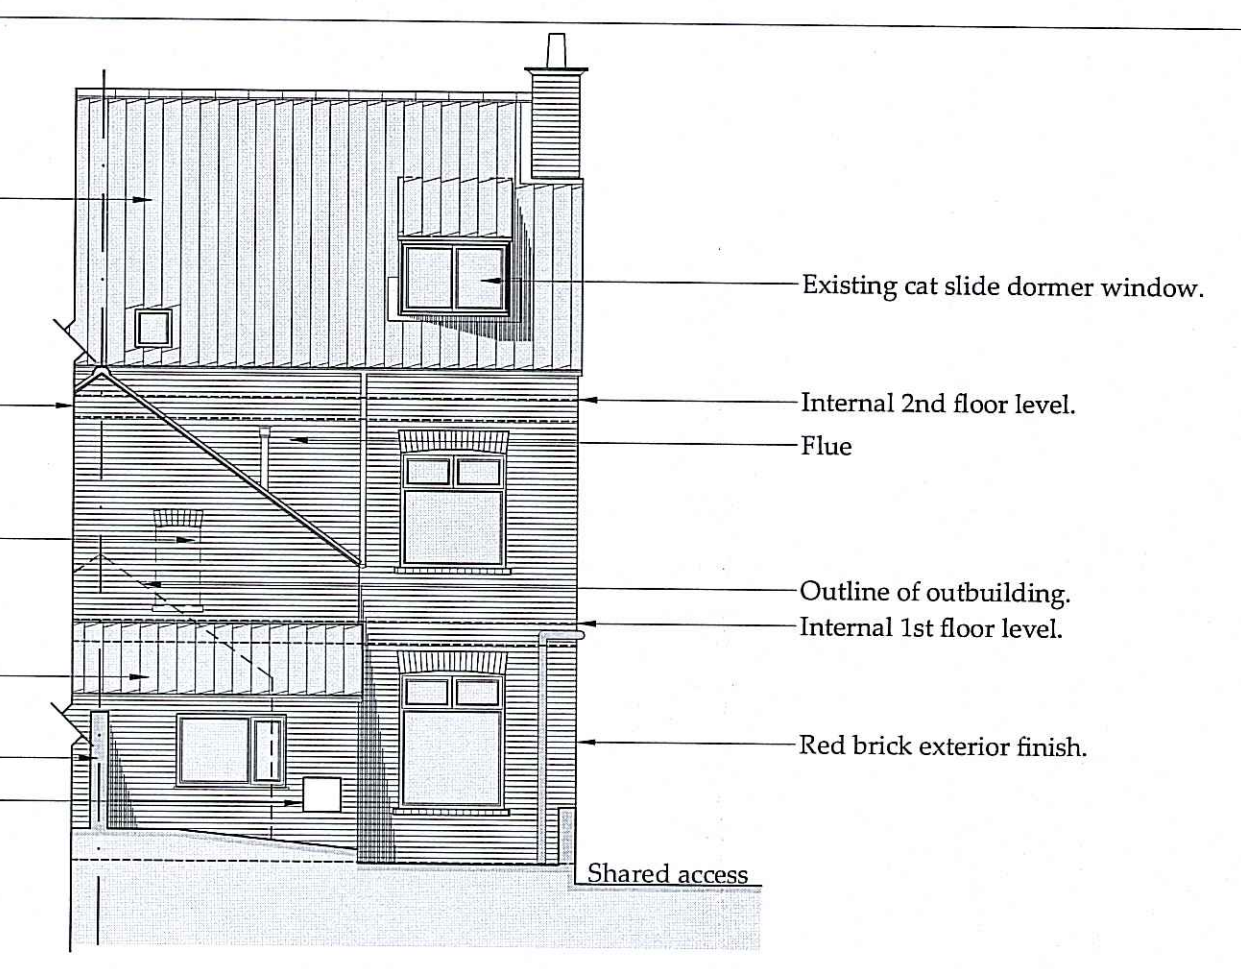 Existing cat slide dormer window.
Internal 2nd floor level.
Flue
Outline of outbuilding.
Internal 1st floor level.
Red brick exterior finish.
Shared access